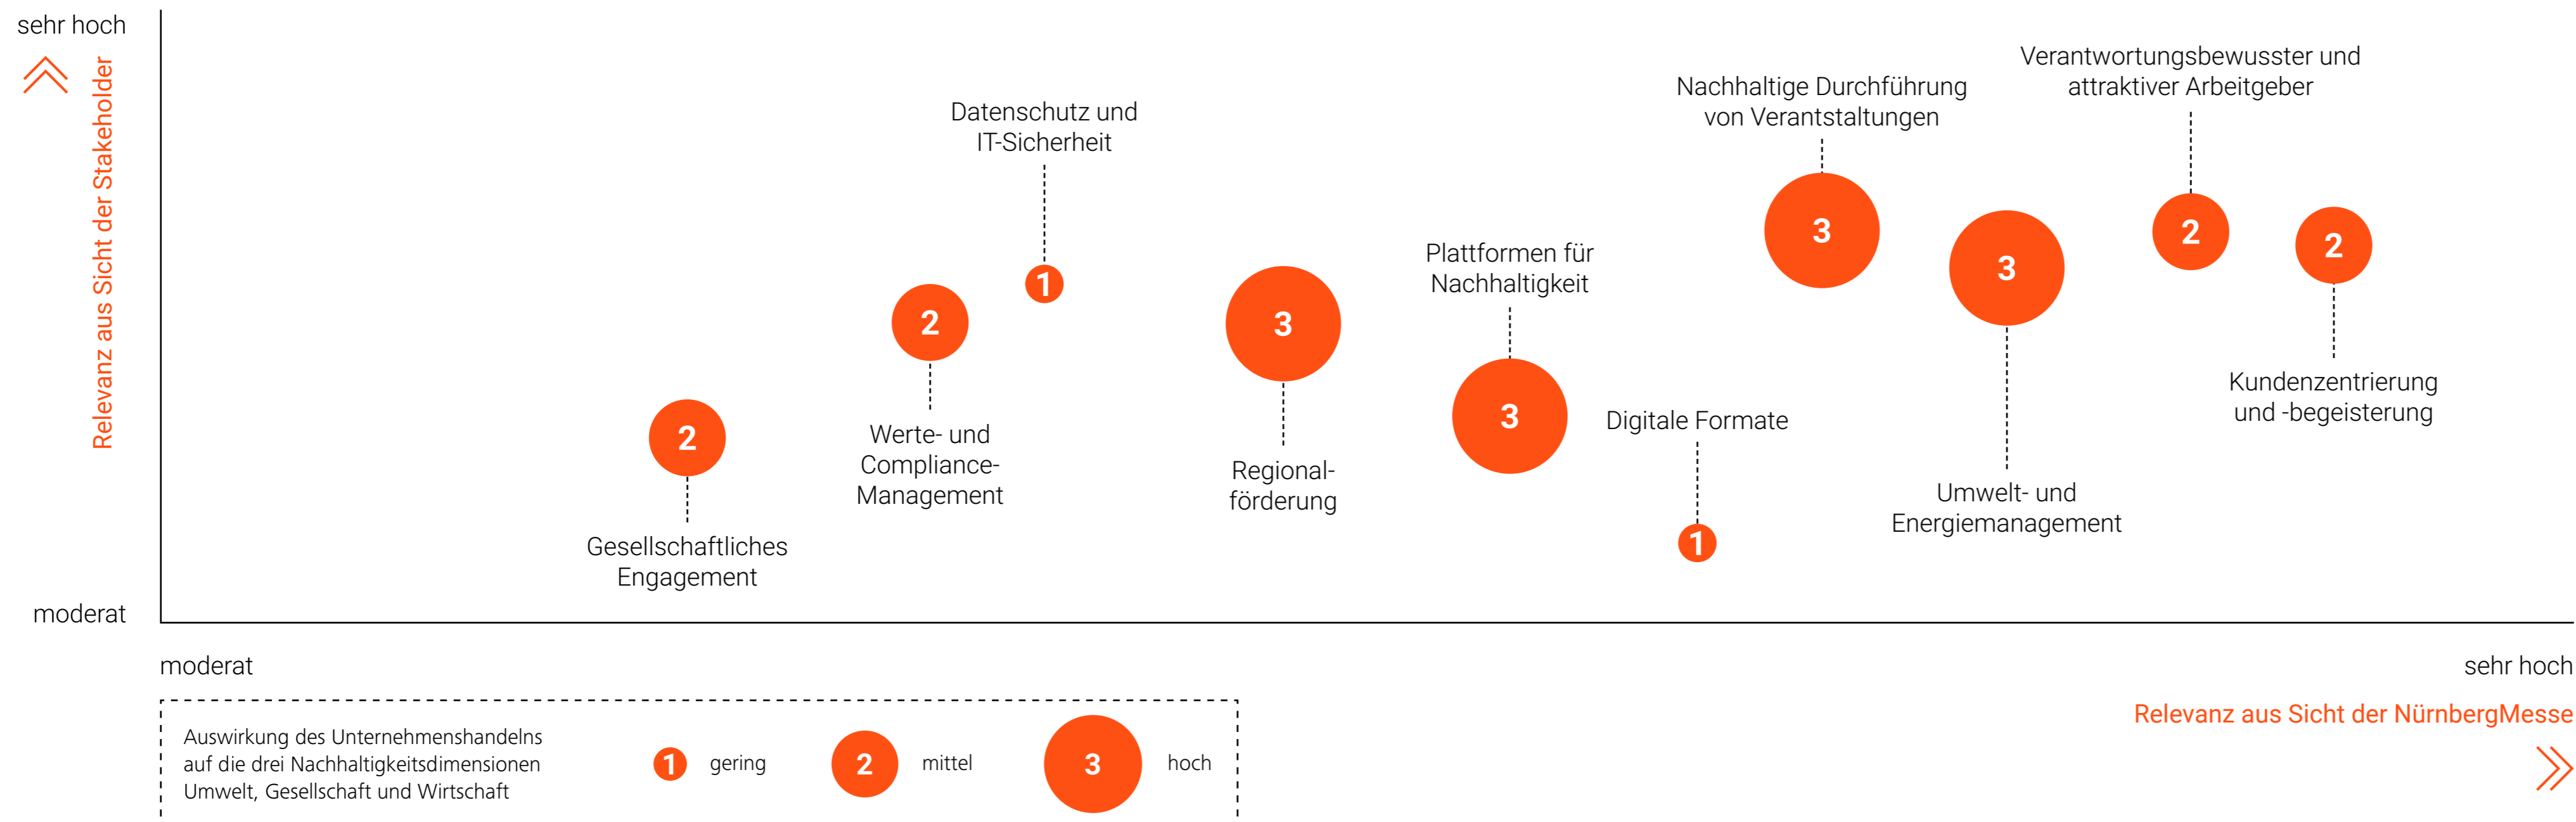 sehr hoch
Relevanz aus Sicht der Stakeholder
moderat
Datenschutz und
IT-Sicherheit
1
Nachhaltige Durchführung
von Verantstaltungen
3
Verantwortungsbewusster und
attraktiver Arbeitgeber
2
2
Kundenzentrierung
und -begeisterung
3
Umwelt- und
Energiemanagement
Plattformen für
Nachhaltigkeit
3
Digitale Formate
1
3
Regional-
förderung
2
Werte- und
Compliance-
Management
2
Gesellschaftliches
Engagement
moderat
sehr hoch
Relevanz aus Sicht der NürnbergMesse
Auswirkung des Unternehmenshandelns
auf die drei Nachhaltigkeitsdimensionen
Umwelt, Gesellschaft und Wirtschaft
1 gering
2 mittel
3 hoch